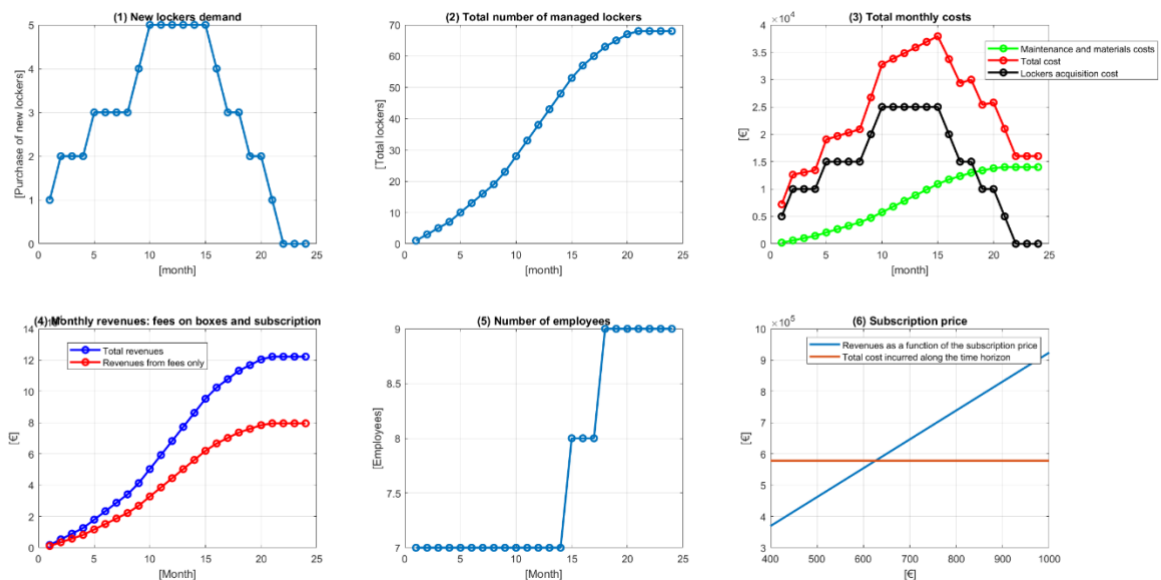 (1) New lockers demand
[Purchase of new lockers]
5
4
3
2
1
0
0 5 10 15 20 25
[month]
(2) Total number of managed lockers
[Total lockers]
70
60
50
40
30
20
10
0
0 5 10 15 20 25
[month]
(3) Total monthly costs
×10⁴
[€]
4
3.5
3
2.5
2
1.5
1
0.5
0
0 5 10 15 20 25
[month]
Maintenance and materials costs
Total cost
Lockers acquisition cost
(4) Monthly revenues: fees on boxes and subscription
[€]
14
12
10
8
6
4
2
0
0 5 10 15 20 25
[Month]
Total revenues
Revenues from fees only
(5) Number of employees
[Employees]
9
8.5
8
7.5
7
0 5 10 15 20 25
[month]
(6) Subscription price
×10⁵
[€]
10
9
8
7
6
5
4
3
400 500 600 700 800 900 1000
[€]
Revenues as a function of the subscription price
Total cost incurred along the time horizon